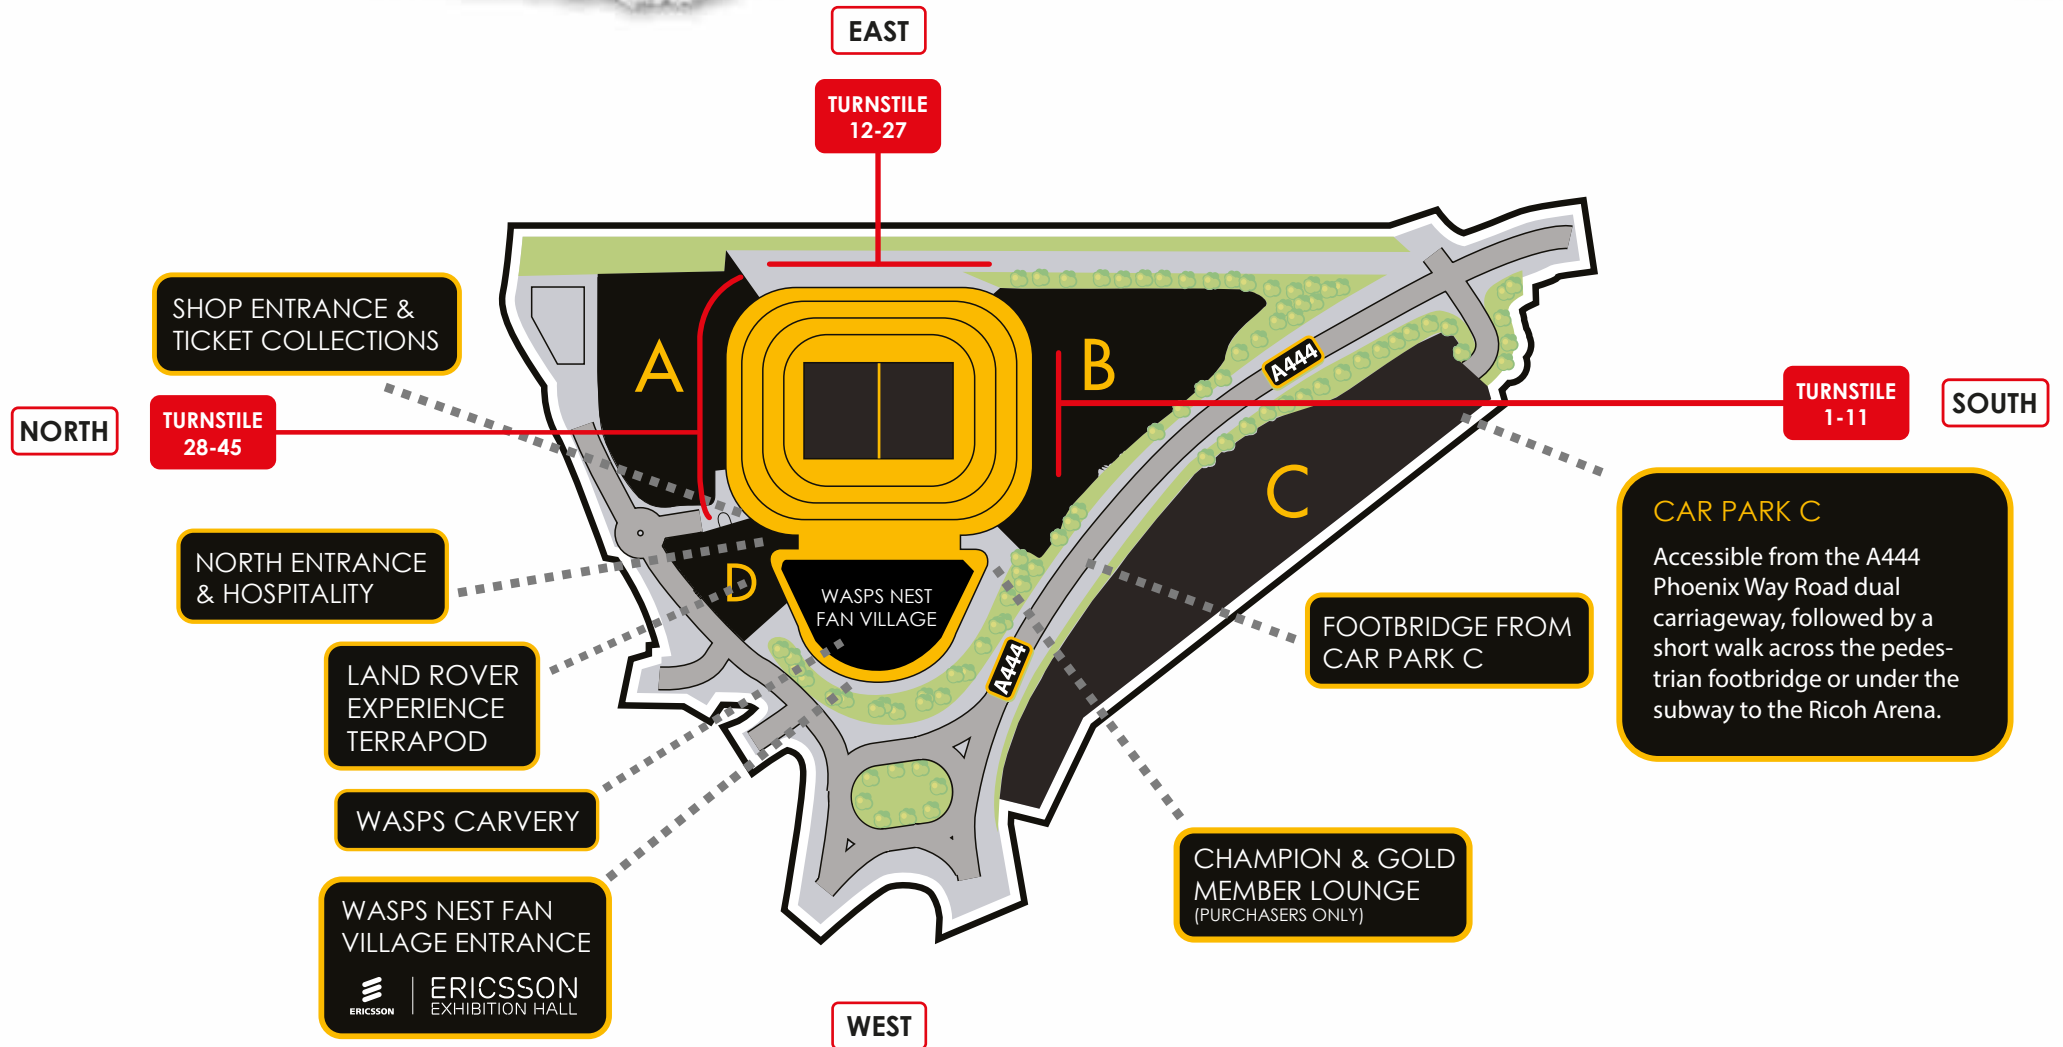 EAST
TURNSTILE
12-27
SHOP ENTRANCE &
TICKET COLLECTIONS
NORTH
TURNSTILE
28-45
A
B
A444
TURNSTILE
1-11
SOUTH
C
CAR PARK C
Accessible from the A444
Phoenix Way Road dual
carriageway, followed by a
short walk across the pedes-
trian footbridge or under the
subway to the Ricoh Arena.
NORTH ENTRANCE
& HOSPITALITY
D
WASPS NEST
FAN VILLAGE
FOOTBRIDGE FROM
CAR PARK C
A444
LAND ROVER
EXPERIENCE
TERRAPOD
WASPS CARVERY
CHAMPION & GOLD
MEMBER LOUNGE
(PURCHASERS ONLY)
WASPS NEST FAN
VILLAGE ENTRANCE
ERICSSON
ERICSSON
EXHIBITION HALL
WEST